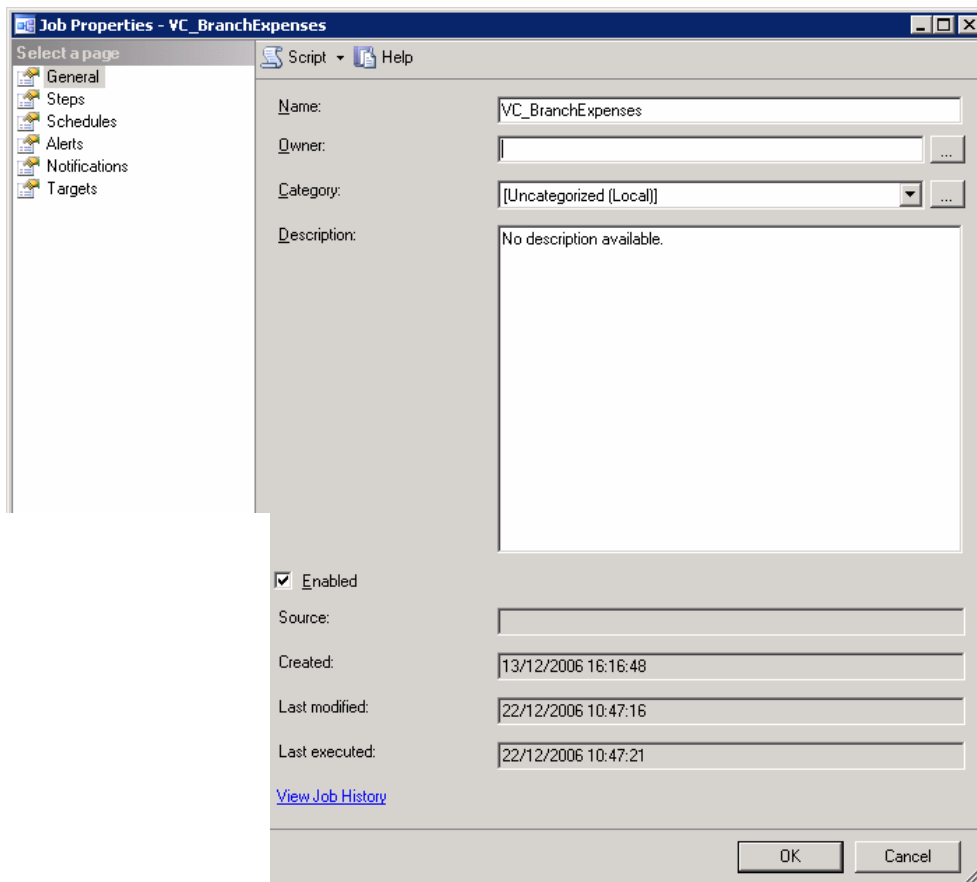 Job Properties - VC_BranchExpenses
Select a page
General
Steps
Schedules
Alerts
Notifications
Targets
Script
Help
Name:
VC_BranchExpenses
Owner:
...
Category:
[Uncategorized (Local)]
...
Description:
No description available.
Enabled
Source:
Created:
13/12/2006 16:16:48
Last modified:
22/12/2006 10:47:16
Last executed:
22/12/2006 10:47:21
View Job History
OK
Cancel